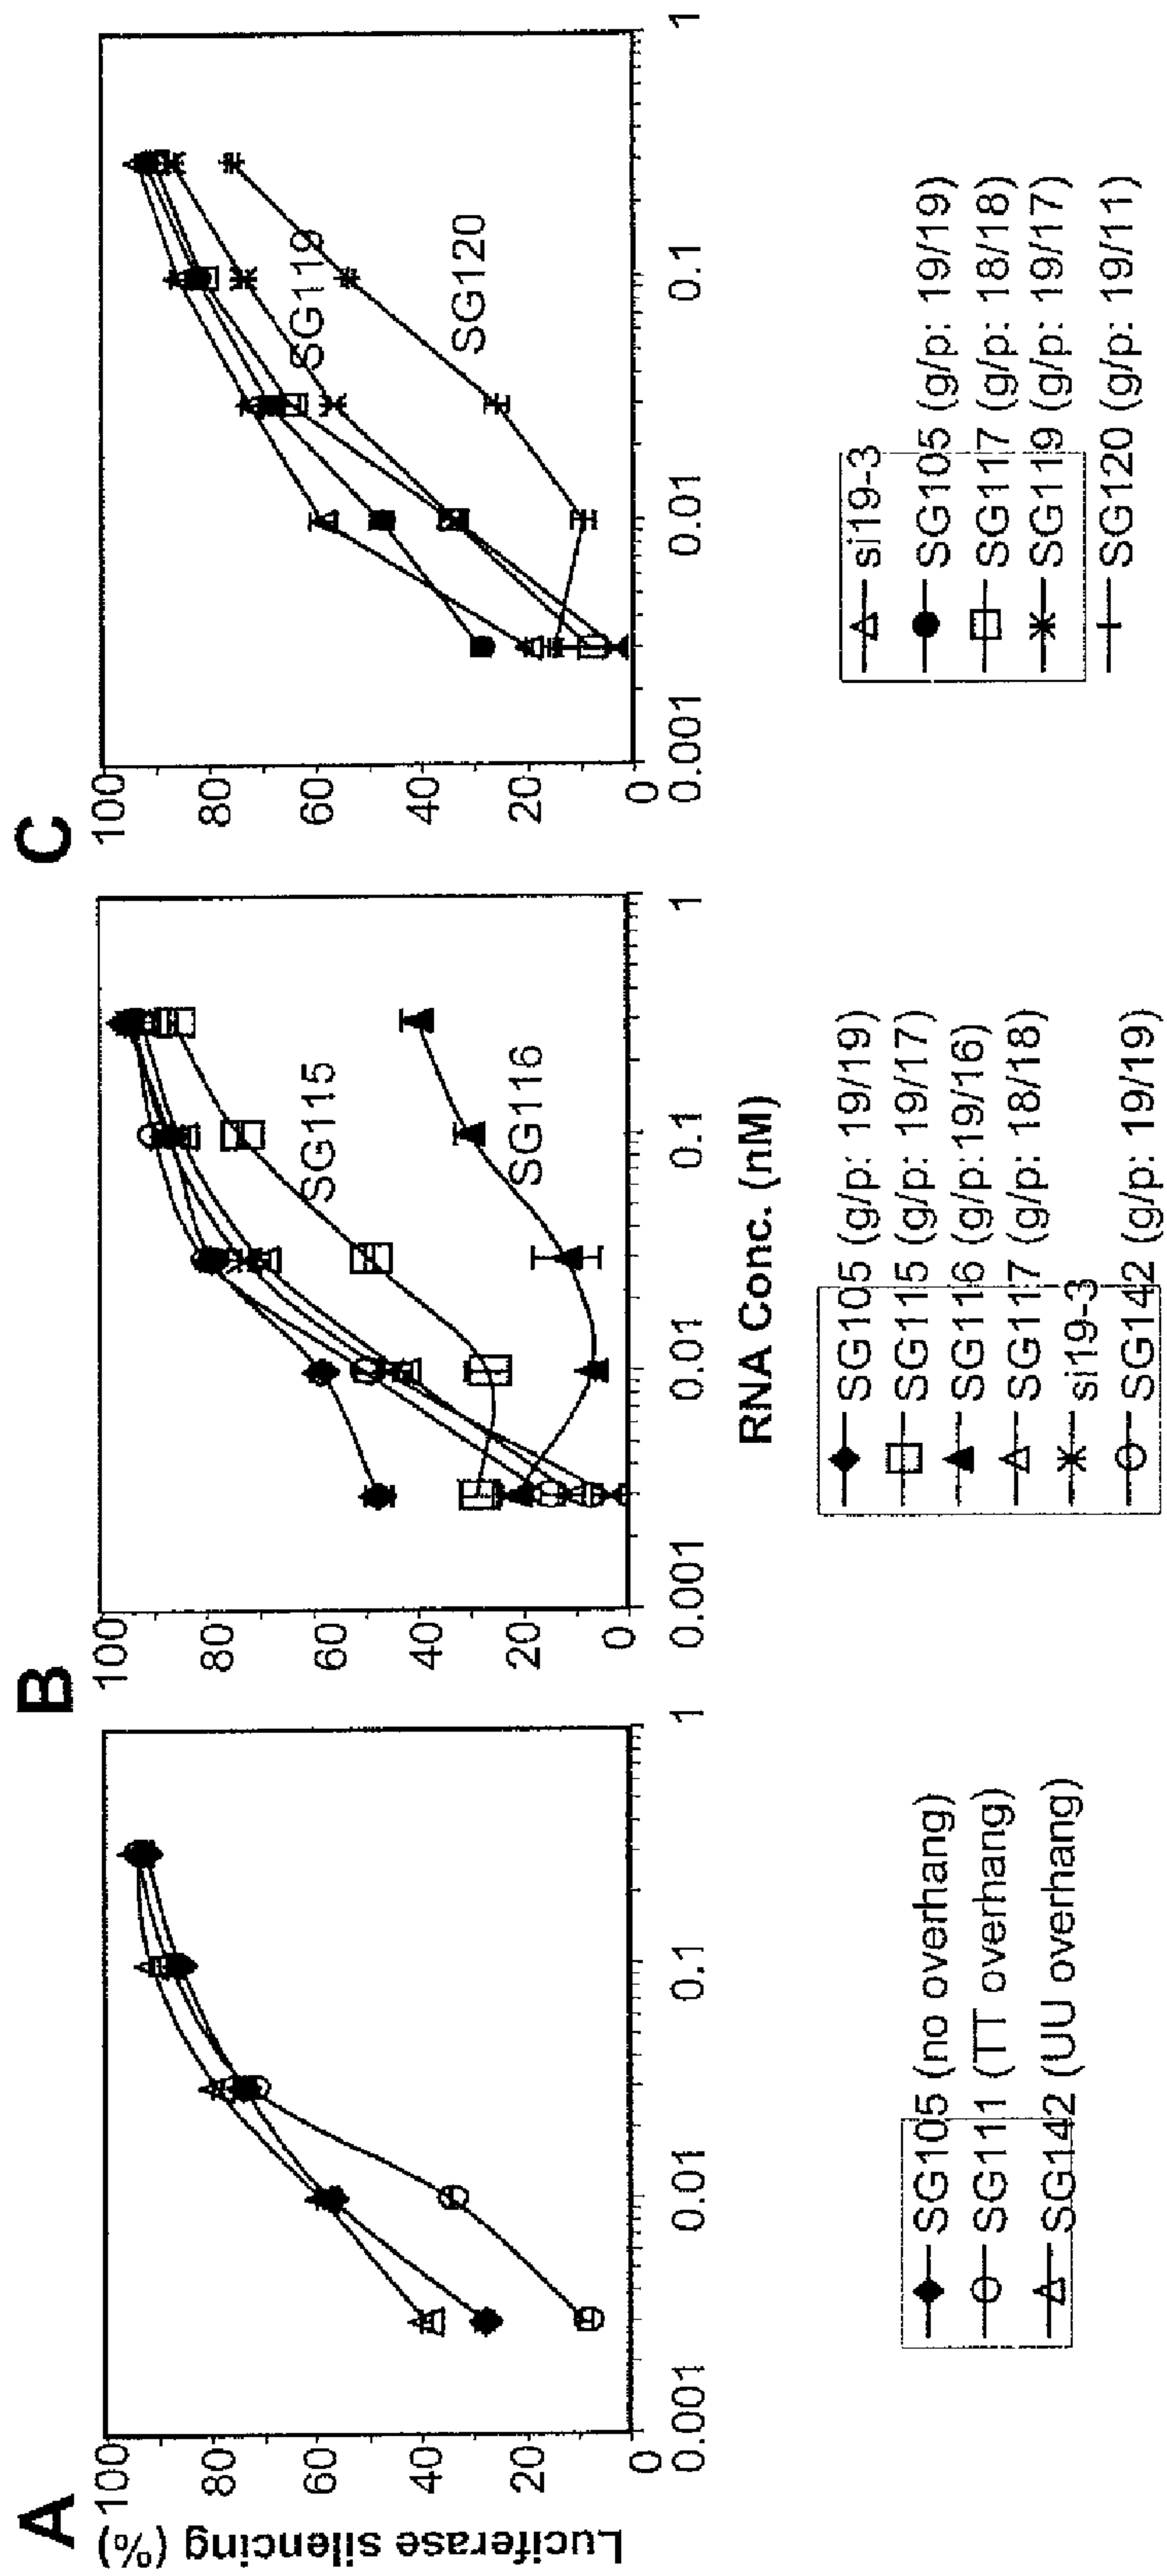 A
Luciferase silencing (%)
100
80
60
40
20
0
0.001
0.01
0.1
1
SG105 (no overhang)
SG111 (TT overhang)
SG142 (UU overhang)
B
100
80
60
40
20
0
SG115
SG116
0.001
0.01
0.1
1
RNA Conc. (nM)
SG105 (g/p: 19/19)
SG115 (g/p: 19/17)
SG116 (g/p:19/16)
SG117 (g/p: 18/18)
si19-3
SG142 (g/p: 19/19)
C
100
80
60
40
20
0
SG119
SG120
0.001
0.01
0.1
1
si19-3
SG105 (g/p: 19/19)
SG117 (g/p: 18/18)
SG119 (g/p: 19/17)
SG120 (g/p: 19/11)